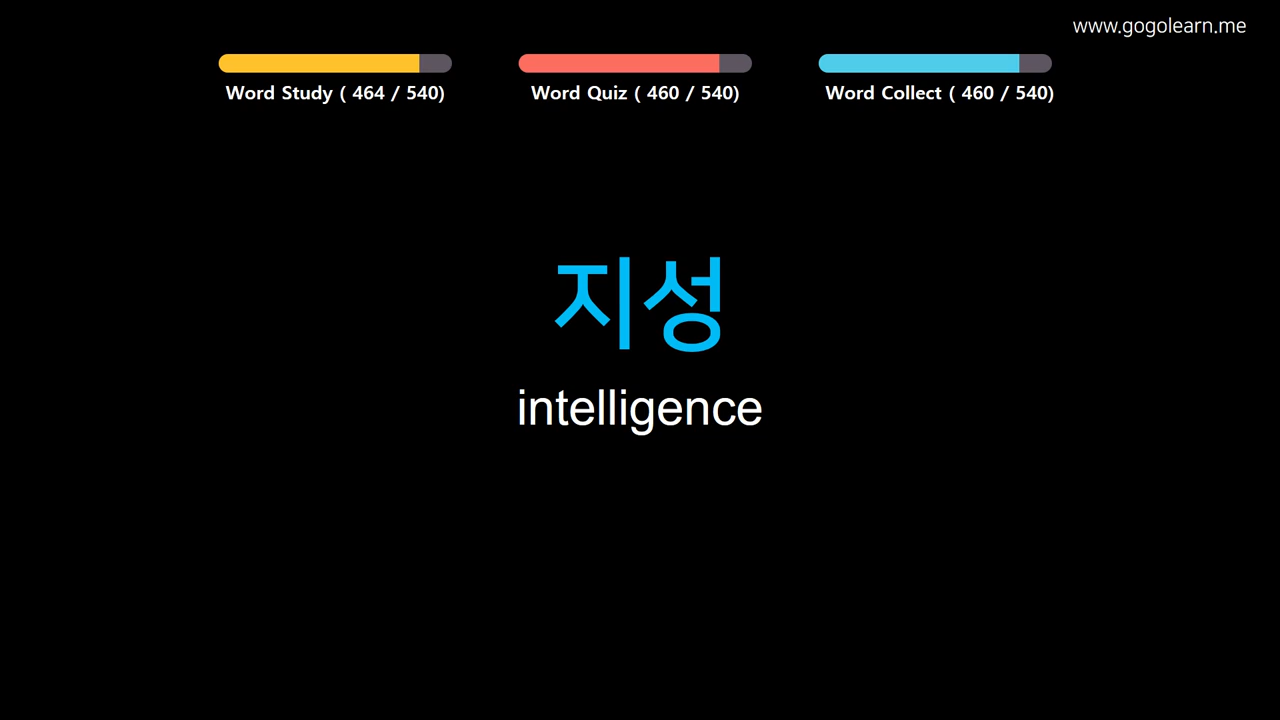 www.gogolearn.me
Word Study ( 464 / 540)
Word Quiz ( 460 / 540)
Word Collect ( 460 / 540)
지성
intelligence